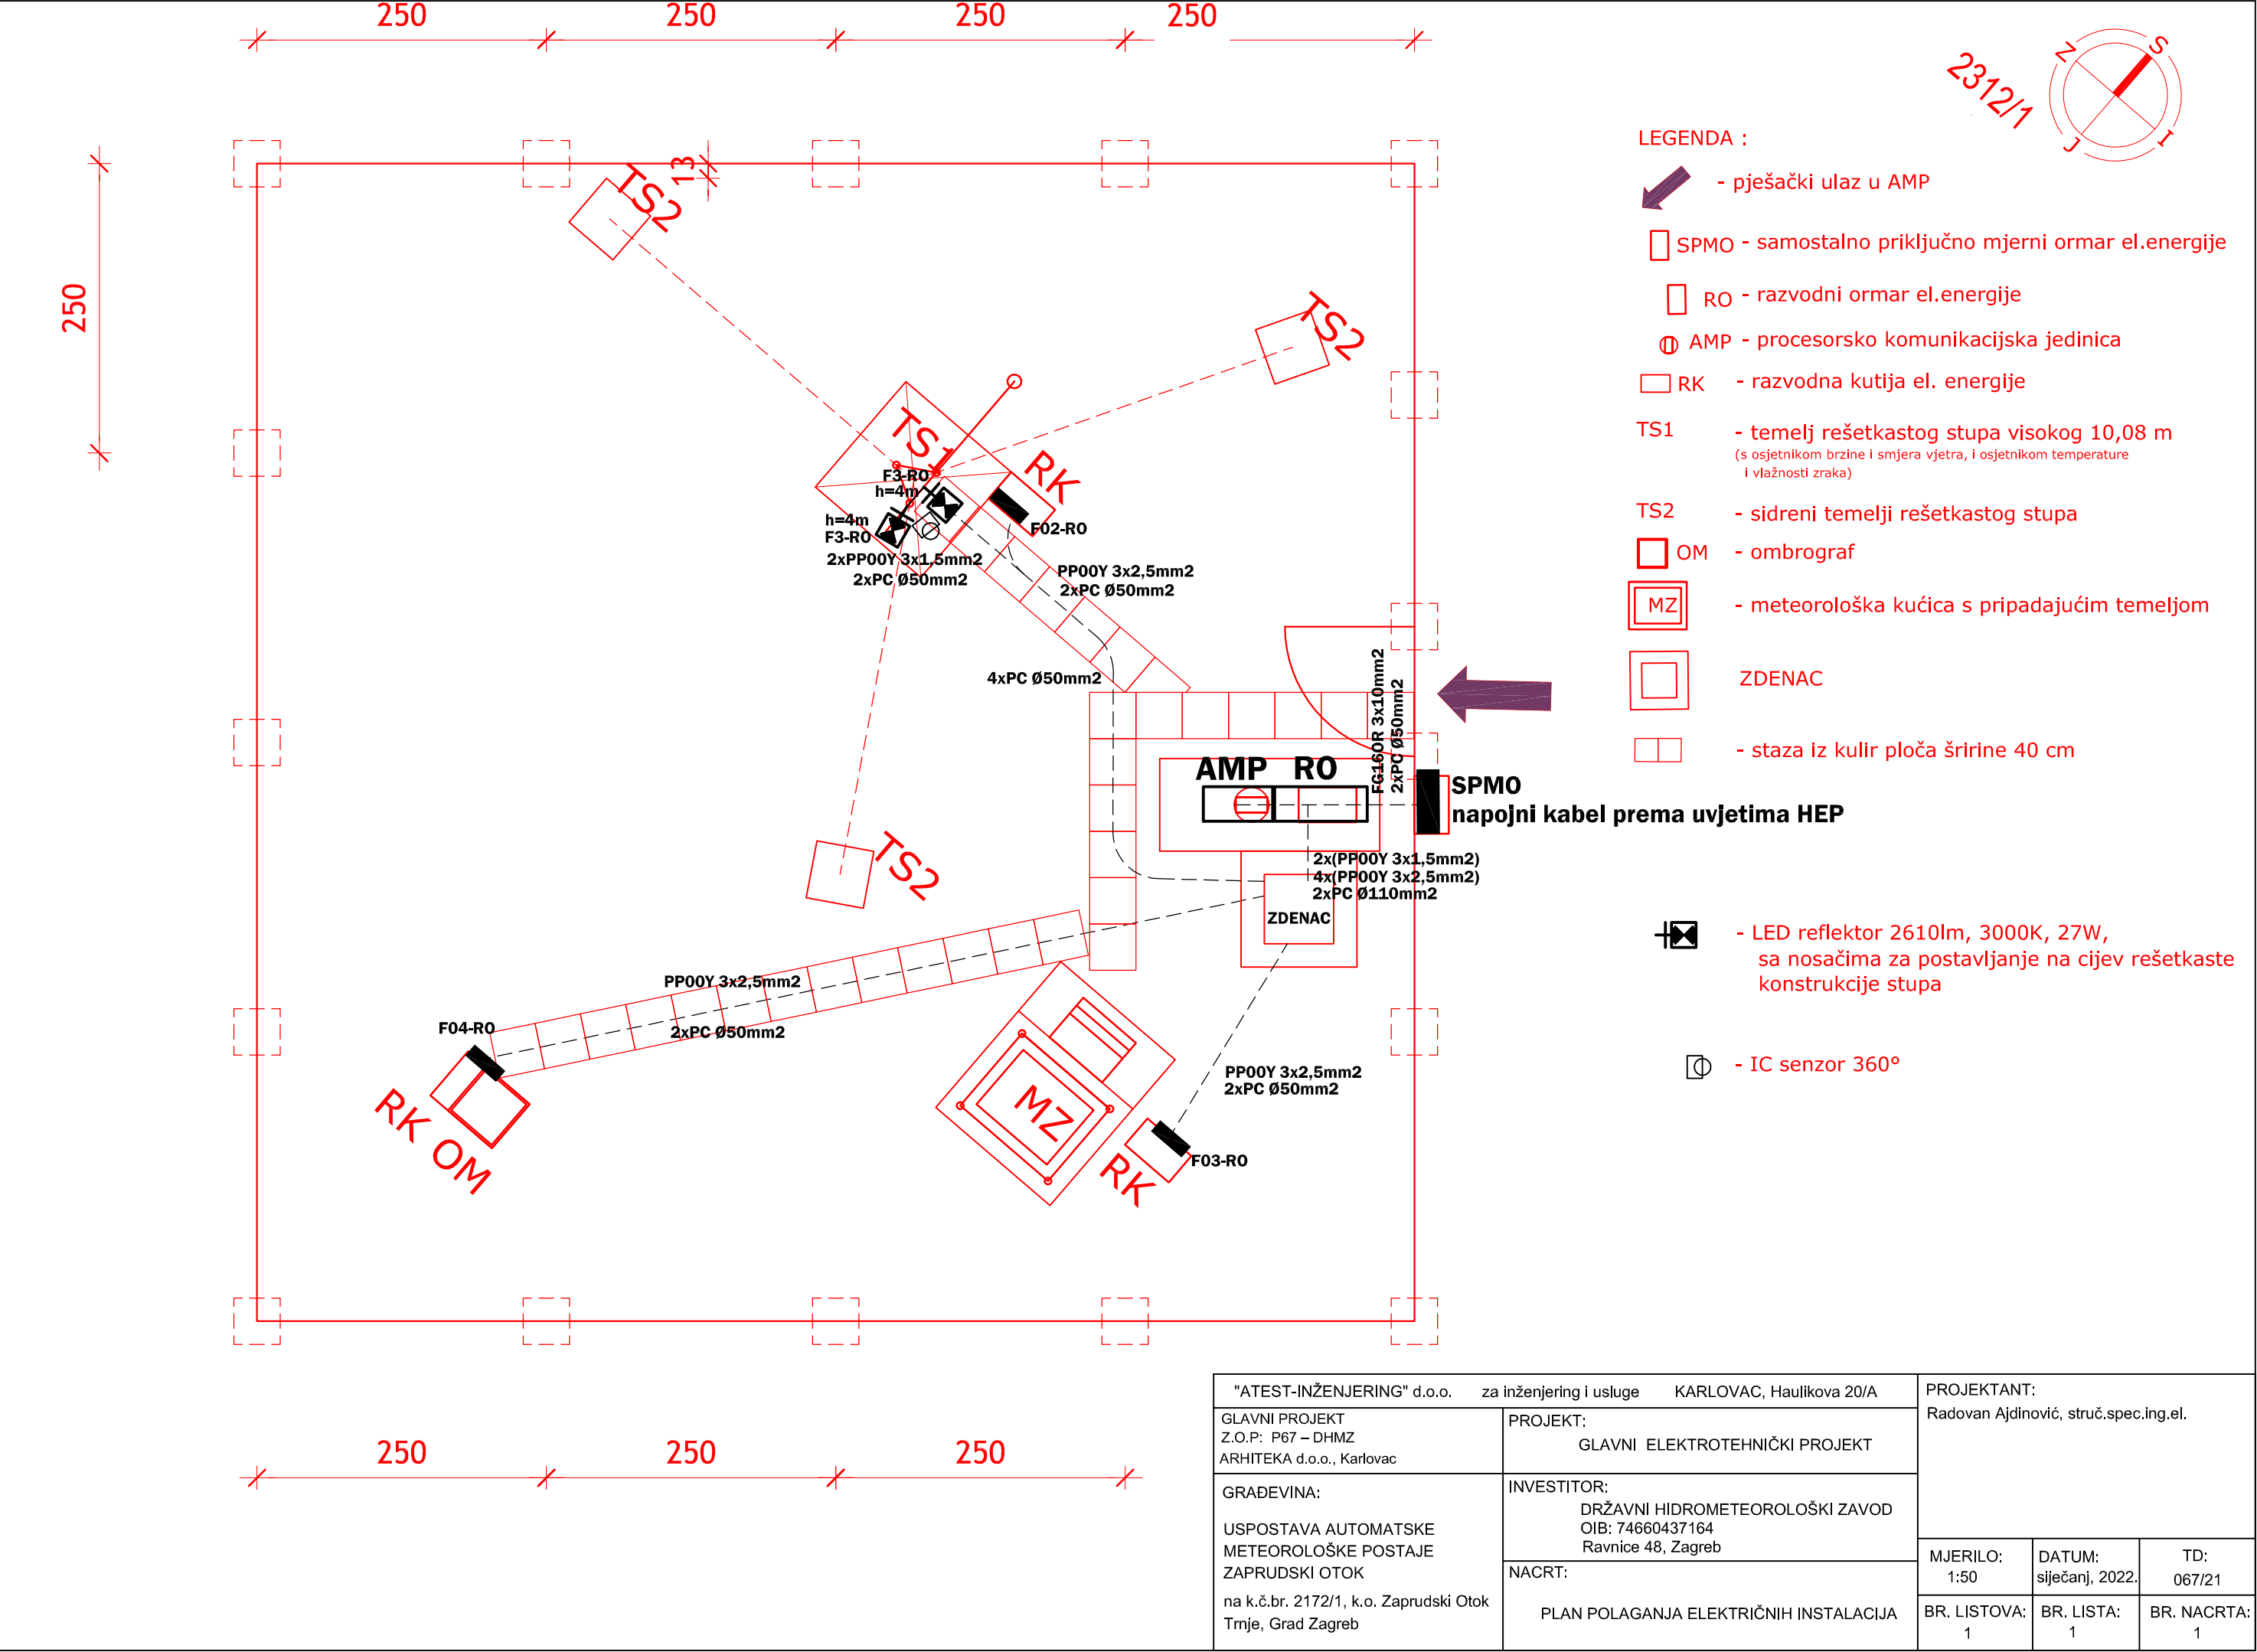 250 250 250 250
250
13
2312/1
Z S J I
LEGENDA :
- pješački ulaz u AMP
SPMO - samostalno priključno mjerni ormar el.energije
RO - razvodni ormar el.energije
AMP - procesorsko komunikacijska jedinica
RK - razvodna kutija el. energije
TS1 - temelj rešetkastog stupa visokog 10,08 m
(s osjetnikom brzine i smjera vjetra, i osjetnikom temperature
i vlažnosti zraka)
TS2 - sidreni temelji rešetkastog stupa
OM - ombrograf
MZ - meteorološka kućica s pripadajućim temeljom
ZDENAC
- staza iz kulir ploča šririne 40 cm
- LED reflektor 2610lm, 3000K, 27W,
sa nosačima za postavljanje na cijev rešetkaste
konstrukcije stupa
- IC senzor 360°
TS2
TS2
TS1
RK
F3-RO
h=4m
h=4m
F3-RO
F02-RO
2xPP00Y 3x1,5mm2
2xPC Ø50mm2
PP00Y 3x2,5mm2
2xPC Ø50mm2
4xPC Ø50mm2
FG16OR 3x10mm2
2xPC Ø50mm2
AMP RO
SPMO
napojni kabel prema uvjetima HEP
2x(PP00Y 3x1,5mm2)
4x(PP00Y 3x2,5mm2)
2xPC Ø110mm2
ZDENAC
TS2
PP00Y 3x2,5mm2
2xPC Ø50mm2
F04-RO
RK OM
MZ
PP00Y 3x2,5mm2
2xPC Ø50mm2
RK
F03-RO
250 250 250
"ATEST-INŽENJERING" d.o.o. za inženjering i usluge KARLOVAC, Haulikova 20/A
GLAVNI PROJEKT
Z.O.P: P67 – DHMZ
ARHITEKA d.o.o., Karlovac
PROJEKT:
GLAVNI ELEKTROTEHNIČKI PROJEKT
GRAĐEVINA:
USPOSTAVA AUTOMATSKE
METEOROLOŠKE POSTAJE
ZAPRUDSKI OTOK
na k.č.br. 2172/1, k.o. Zaprudski Otok
Trnje, Grad Zagreb
INVESTITOR:
DRŽAVNI HIDROMETEOROLOŠKI ZAVOD
OIB: 74660437164
Ravnice 48, Zagreb
NACRT:
PLAN POLAGANJA ELEKTRIČNIH INSTALACIJA
PROJEKTANT:
Radovan Ajdinović, struč.spec.ing.el.
MJERILO:
1:50
DATUM:
siječanj, 2022.
TD:
067/21
BR. LISTOVA:
1
BR. LISTA:
1
BR. NACRTA:
1